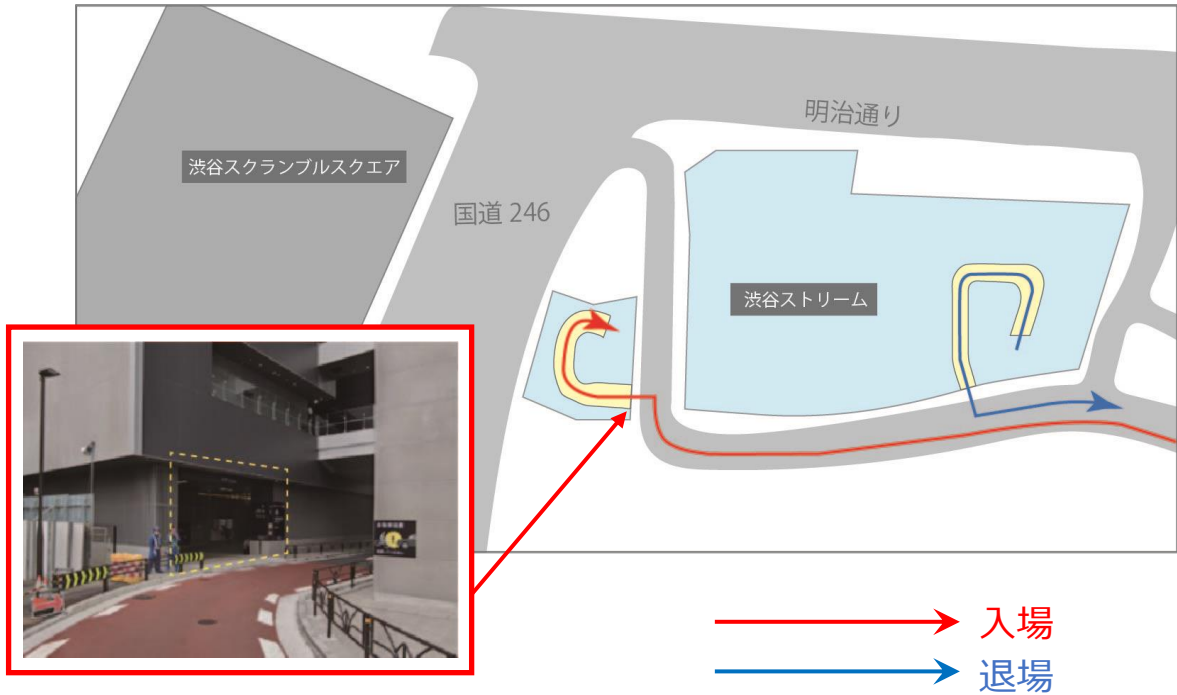 明治通り
渋谷スクランブルスクエア
国道 246
渋谷ストリーム
入場
退場